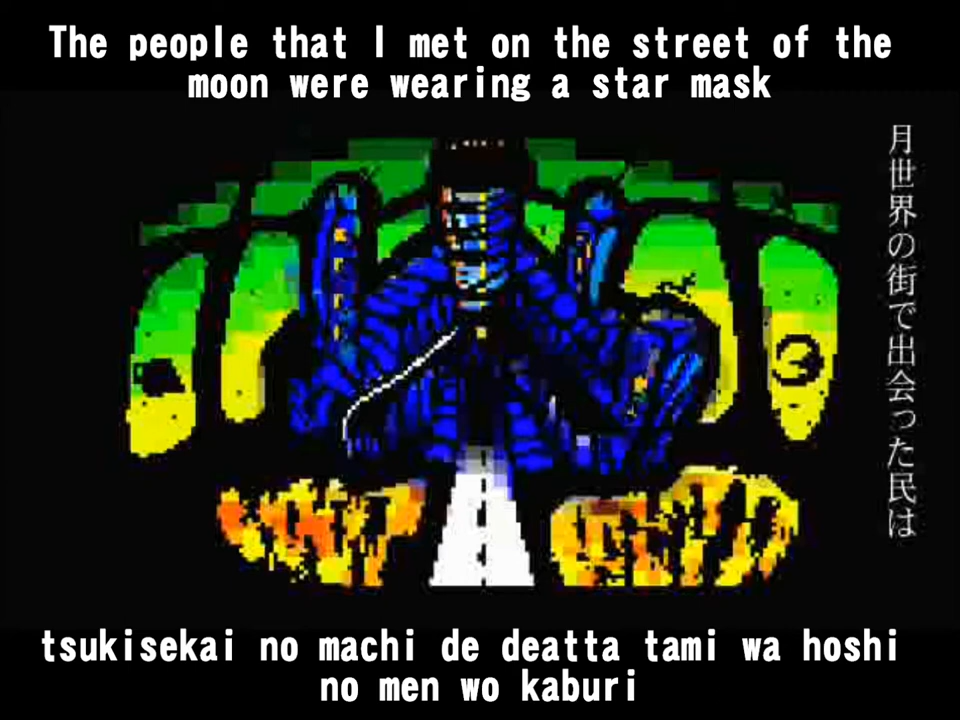 The people that I met on the street of the
moon were wearing a star mask
月世界の街で出会った民は
tsukisekai no machi de deatta tami wa hoshi
no men wo kaburi